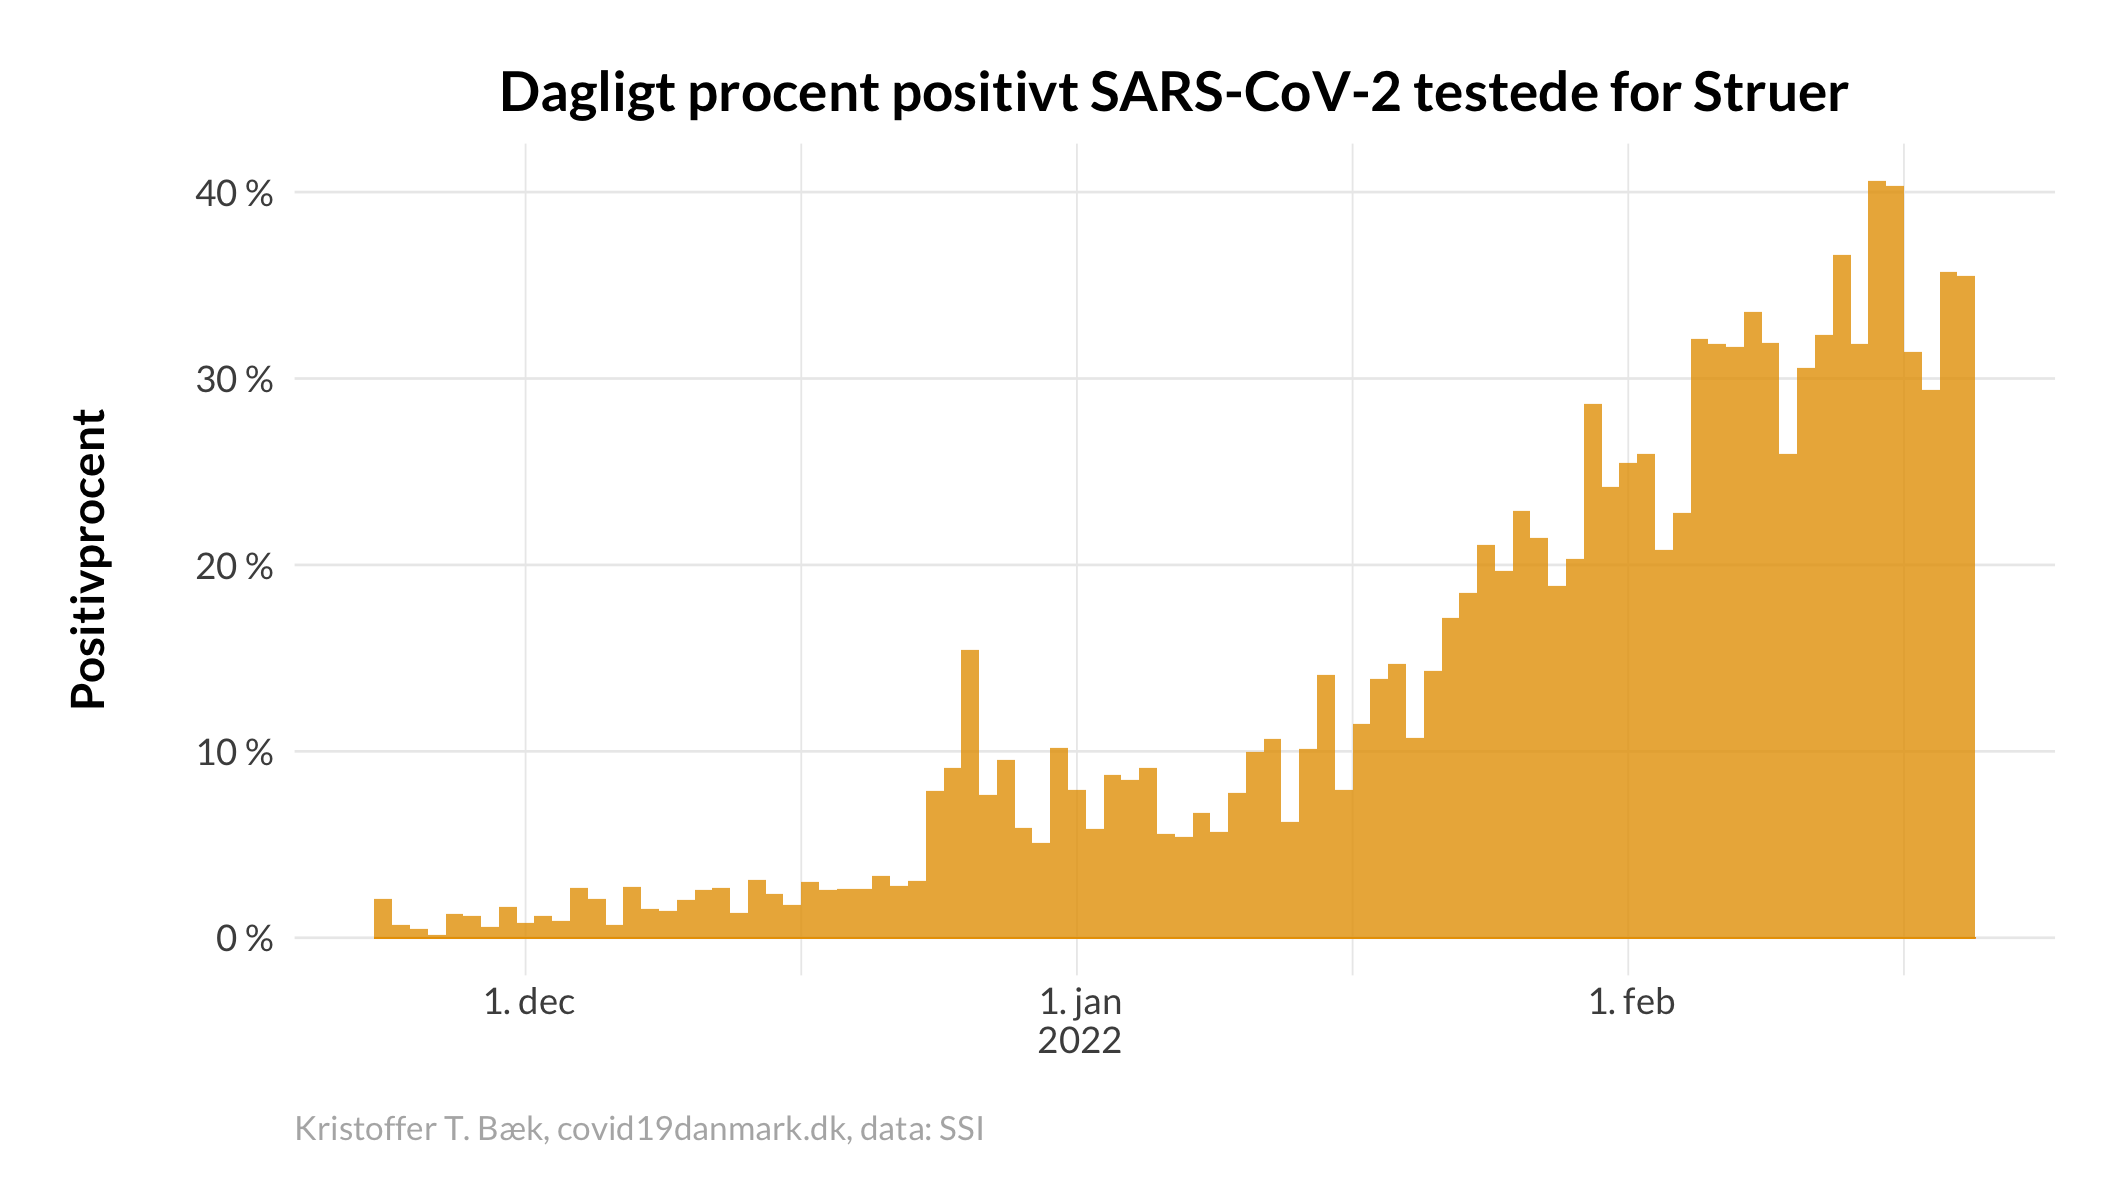 Dagligt procent positivt SARS-CoV-2 testede for Struer
Positivprocent
40 %
30 %
20 %
10 %
0 %
1. dec
1. jan
2022
1. feb
Kristoffer T. Bæk, covid19danmark.dk, data: SSI